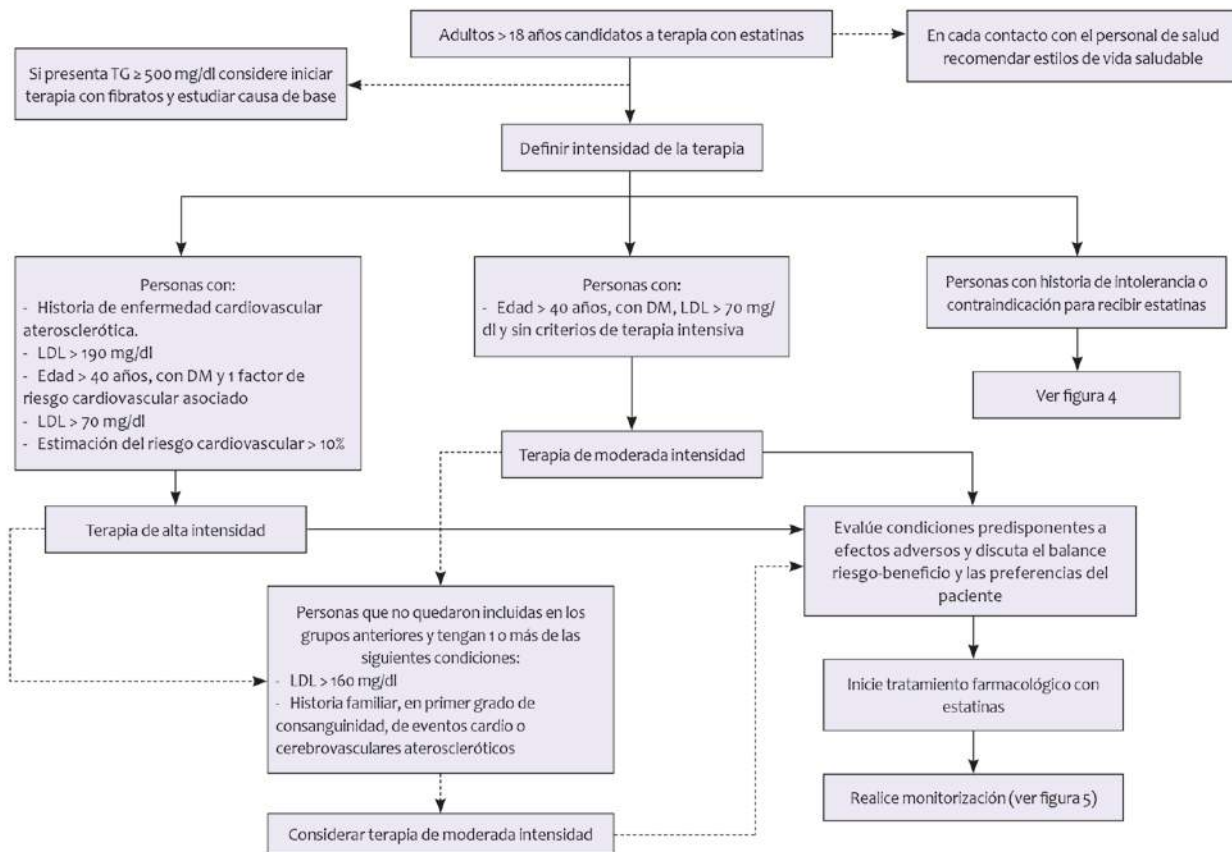 Adultos > 18 años candidatos a terapia con estatinas
En cada contacto con el personal de salud
recomendar estilos de vida saludable
Si presenta TG ≥ 500 mg/dl considere iniciar
terapia con fibratos y estudiar causa de base
Definir intensidad de la terapia
Personas con:
- Historia de enfermedad cardiovascular
aterosclerótica.
- LDL > 190 mg/dl
- Edad > 40 años, con DM y 1 factor de
riesgo cardiovascular asociado
- LDL > 70 mg/dl
- Estimación del riesgo cardiovascular > 10%
Personas con:
- Edad > 40 años, con DM, LDL > 70 mg/
dl y sin criterios de terapia intensiva
Personas con historia de intolerancia o
contraindicación para recibir estatinas
Ver figura 4
Terapia de moderada intensidad
Terapia de alta intensidad
Evalúe condiciones predisponentes a
efectos adversos y discuta el balance
riesgo-beneficio y las preferencias del
paciente
Personas que no quedaron incluidas en los
grupos anteriores y tengan 1 o más de las
siguientes condiciones:
- LDL > 160 mg/dl
- Historia familiar, en primer grado de
consanguinidad, de eventos cardio o
cerebrovasculares ateroscleróticos
Inicie tratamiento farmacológico con
estatinas
Realice monitorización (ver figura 5)
Considerar terapia de moderada intensidad